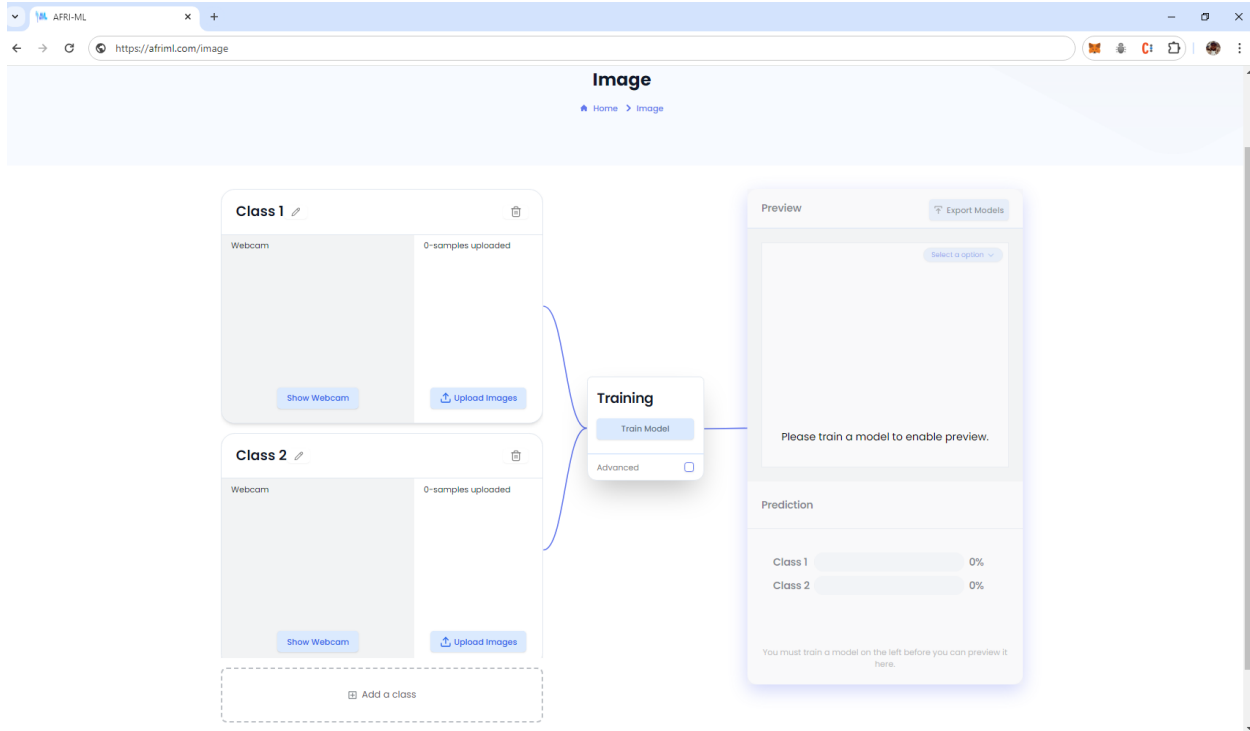 AFRI-ML
https://afriml.com/image
Image
Home > Image
Class 1
Webcam
0-samples uploaded
Show Webcam
Upload Images
Class 2
Webcam
0-samples uploaded
Show Webcam
Upload Images
Add a class
Training
Train Model
Advanced
Preview
Export Models
Select a option
Please train a model to enable preview.
Prediction
Class 1 0%
Class 2 0%
You must train a model on the left before you can preview it
here.